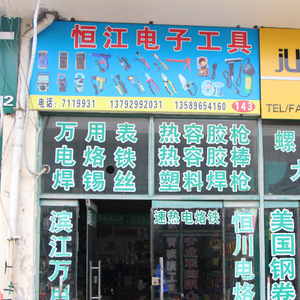 恒江电子工具
电话: 7119931 13792992031 13589654160 143
万用表 热容胶枪
电烙铁 热容胶棒
焊锡丝 塑料焊枪
速热电烙铁
滨江万用
恒川电烙
美国钢卷
螺
TEL/FA
2